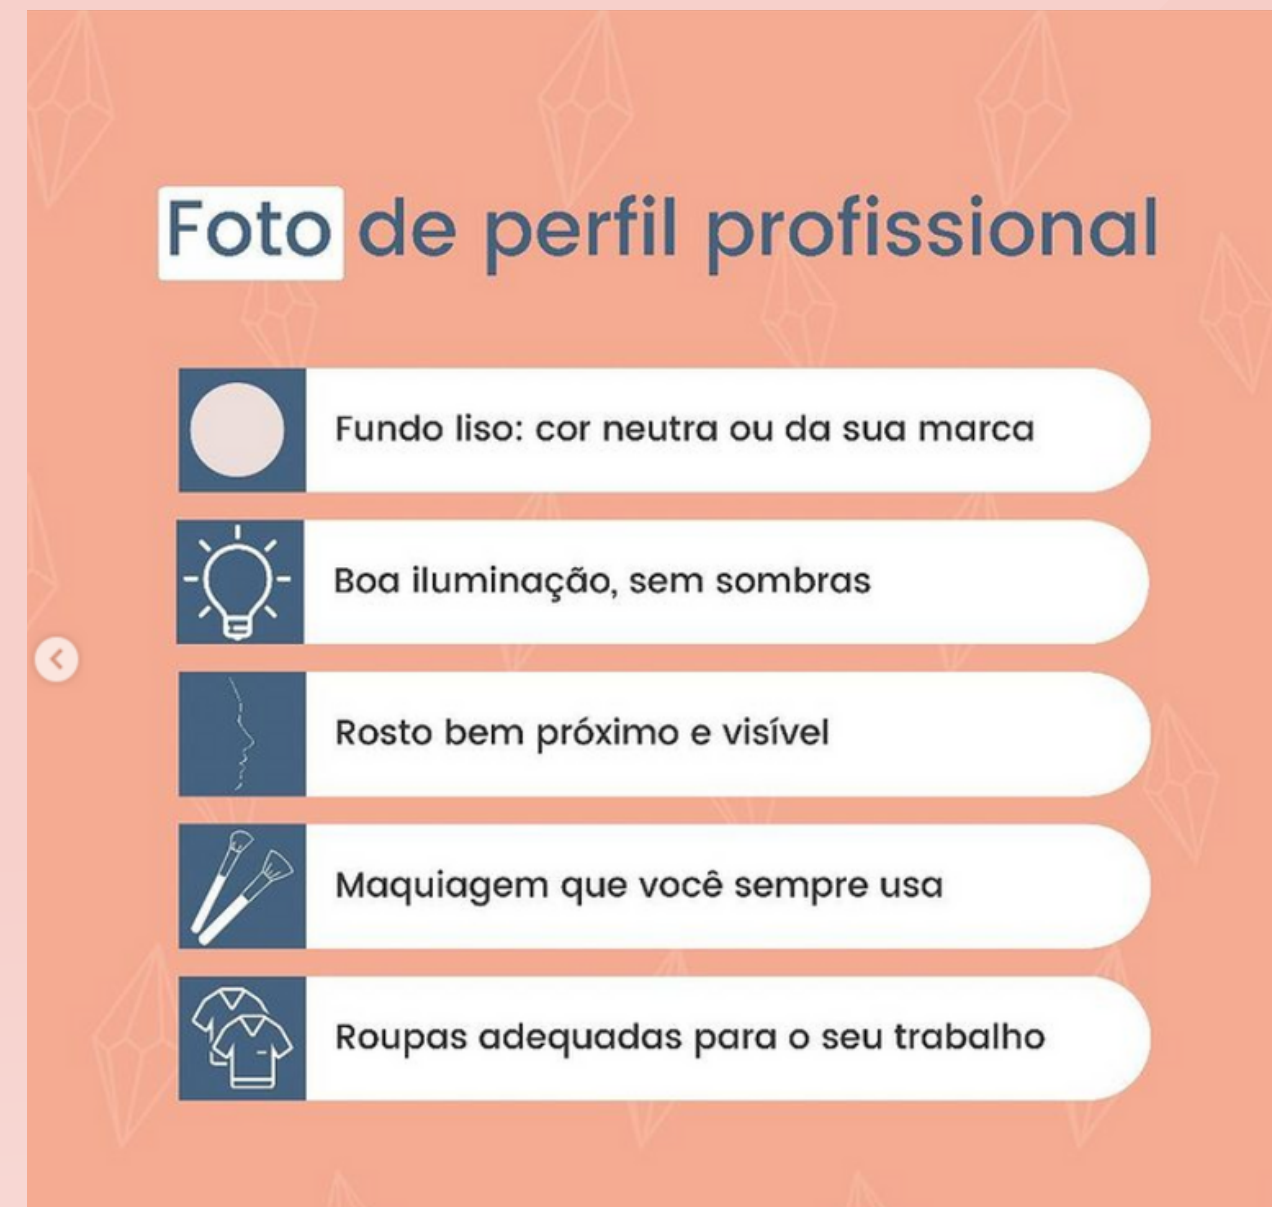 Foto de perfil profissional
Fundo liso: cor neutra ou da sua marca
Boa iluminação, sem sombras
Rosto bem próximo e visível
Maquiagem que você sempre usa
Roupas adequadas para o seu trabalho